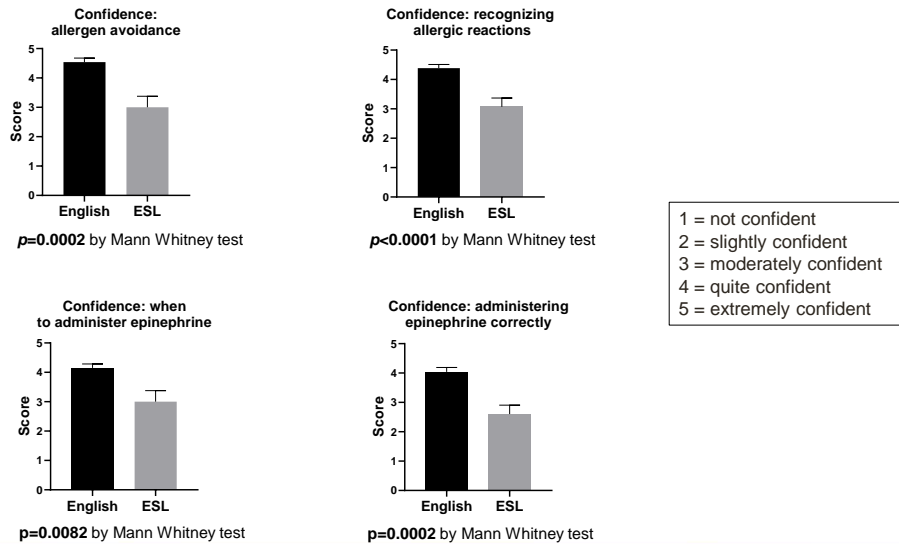 Confidence:
allergen avoidance
5
4
3
2
1
0
Score
English ESL
p=0.0002 by Mann Whitney test
Confidence: recognizing
allergic reactions
5
4
3
2
1
0
Score
English ESL
p<0.0001 by Mann Whitney test
1 = not confident
2 = slightly confident
3 = moderately confident
4 = quite confident
5 = extremely confident
Confidence: when
to administer epinephrine
5
4
3
2
1
0
Score
English ESL
p=0.0082 by Mann Whitney test
Confidence: administering
epinephrine correctly
5
4
3
2
1
0
Score
English ESL
p=0.0002 by Mann Whitney test